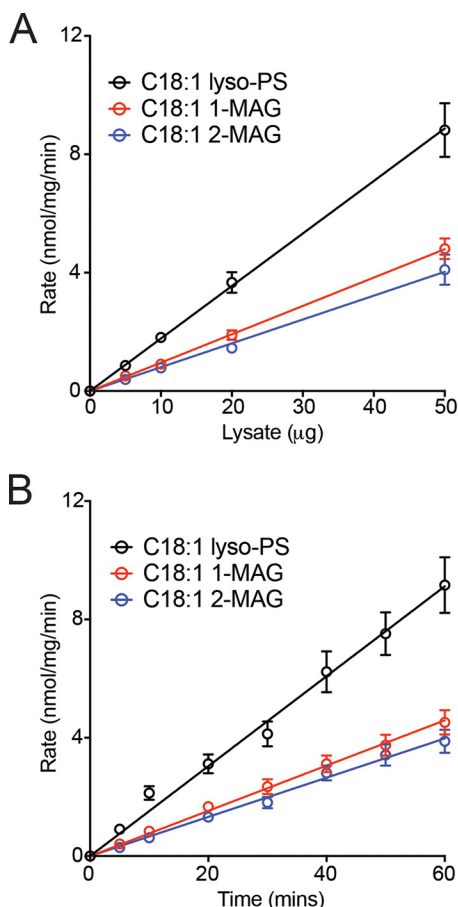 A
12
8
4
0
Rate (nmol/mg/min)
C18:1 lyso-PS
C18:1 1-MAG
C18:1 2-MAG
0 10 20 30 40 50
Lysate (μg)
B
12
8
4
0
Rate (nmol/mg/min)
C18:1 lyso-PS
C18:1 1-MAG
C18:1 2-MAG
0 20 40 60
Time (mins)